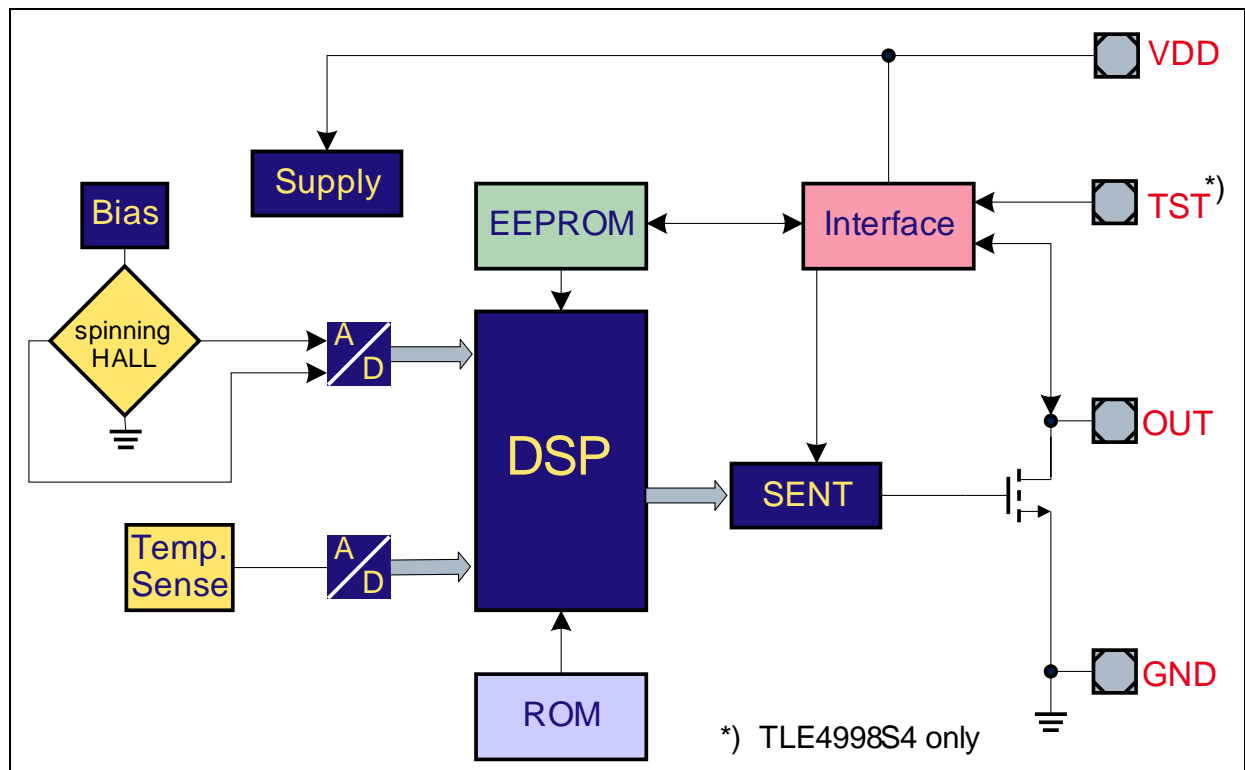 VDD
Supply
Bias
EEPROM
Interface
TST*)
spinning
HALL
A
D
DSP
OUT
SENT
Temp.
Sense
A
D
GND
ROM
*) TLE4998S4 only